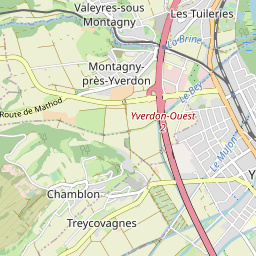 Valeyres-sous
Montagny
Les Tuileries
La Brine
Montagny-
près-Yverdon
Le Bey
Route de Mathod
Yverdon-Ouest
2
Le Mujon
Y
Chamblon
Treycovagnes